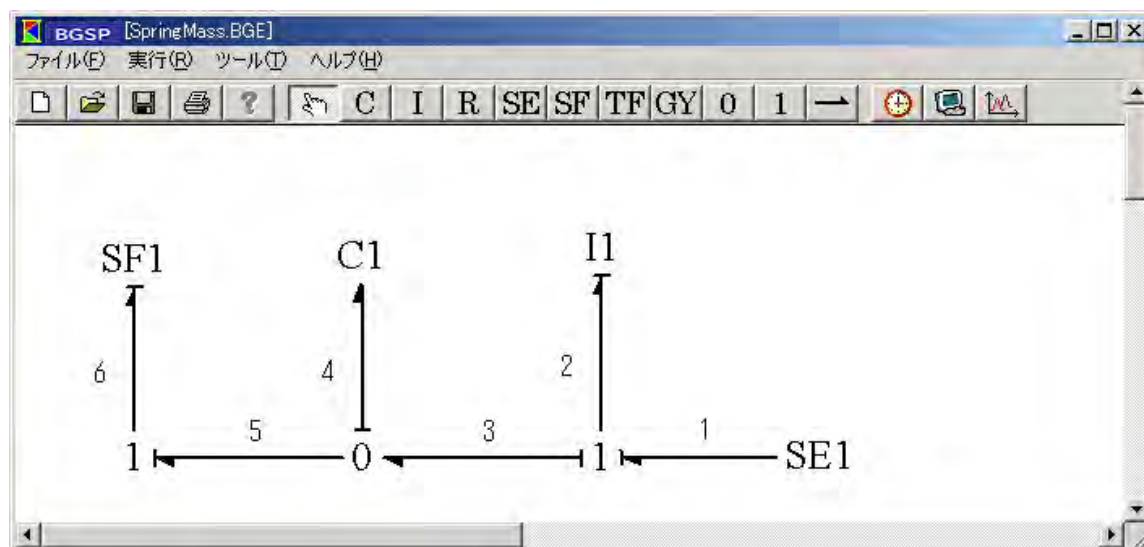 BGSP [SpringMass.BGE]
ファイル(F) 実行(R) ツール(T) ヘルプ(H)
? C I R SE SF TF GY 0 1
SF1 C1 I1
6 4 2
5 3 1
1 0 1 SE1